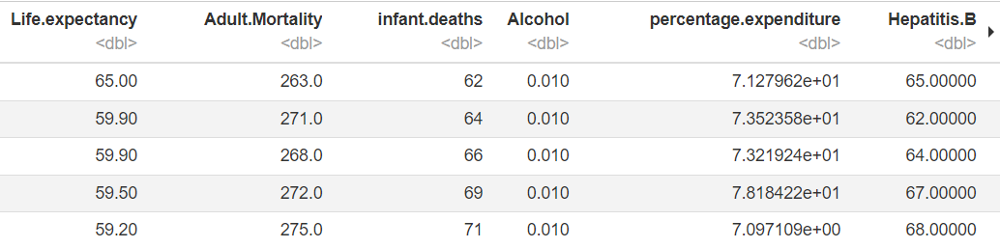 Life.expectancy Adult.Mortality infant.deaths Alcohol percentage.expenditure Hepatitis.B
<dbl> <dbl> <dbl> <dbl> <dbl> <dbl>
65.00 263.0 62 0.010 7.127962e+01 65.00000
59.90 271.0 64 0.010 7.352358e+01 62.00000
59.90 268.0 66 0.010 7.321924e+01 64.00000
59.50 272.0 69 0.010 7.818422e+01 67.00000
59.20 275.0 71 0.010 7.097109e+00 68.00000